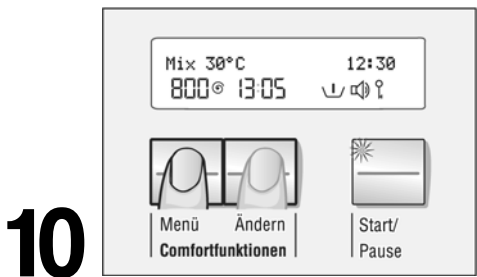 Mix 30°C 12:30
800 13:05
Menü Ändern Start/
Comfortfunktionen Pause
10